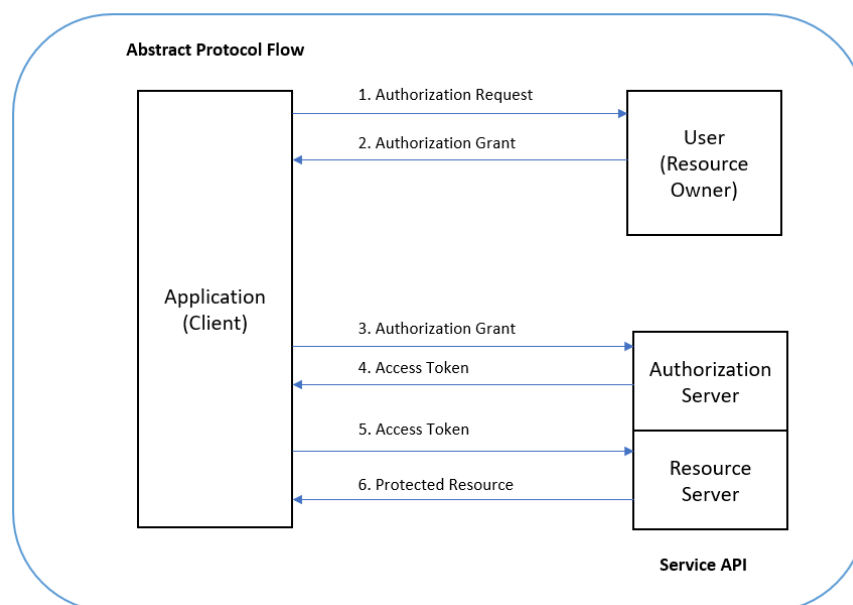 Abstract Protocol Flow
1. Authorization Request
2. Authorization Grant
User
(Resource
Owner)
Application
(Client)
3. Authorization Grant
4. Access Token
Authorization
Server
5. Access Token
6. Protected Resource
Resource
Server
Service API